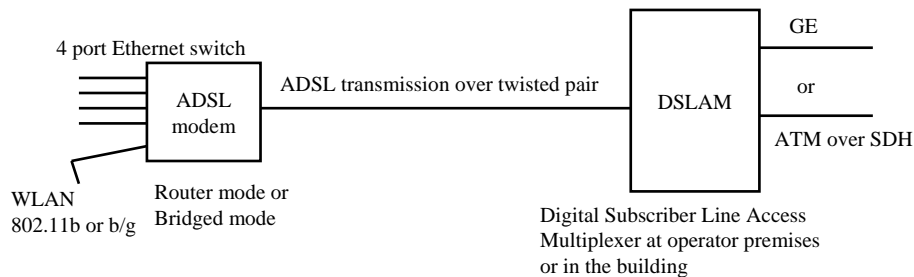 4 port Ethernet switch
ADSL
modem
WLAN
802.11b or b/g
Router mode or
Bridged mode
ADSL transmission over twisted pair
DSLAM
Digital Subscriber Line Access
Multiplexer at operator premises
or in the building
GE
or
ATM over SDH